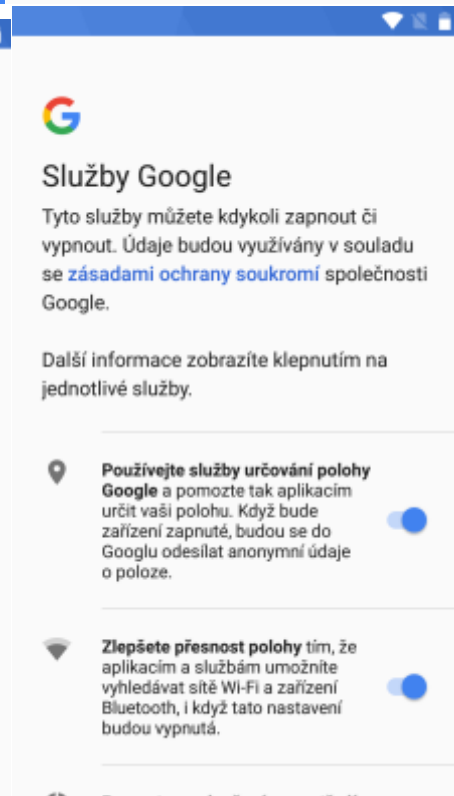 Služby Google
Tyto služby můžete kdykoli zapnout či
vypnout. Údaje budou využívány v souladu
se zásadami ochrany soukromí společnosti
Google.
Další informace zobrazíte klepnutím na
jednotlivé služby.
Používejte služby určování polohy
Google a pomozte tak aplikacím
určit vaši polohu. Když bude
zařízení zapnuté, budou se do
Googlu odesílat anonymní údaje
o poloze.
Zlepšete přesnost polohy tím, že
aplikacím a službám umožníte
vyhledávat sítě Wi-Fi a zařízení
Bluetooth, i když tato nastavení
budou vypnutá.